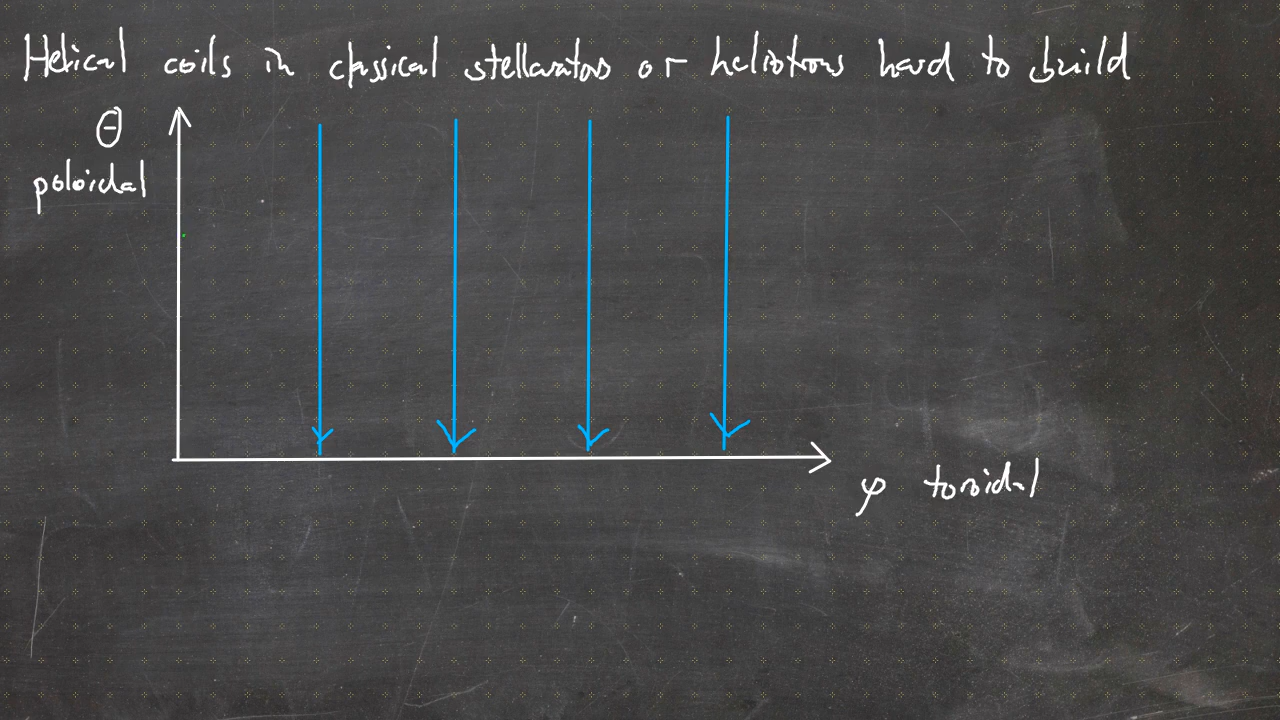 Helical coils in classical stellarators or heliotrons hard to build
θ
poloidal
φ toroidal